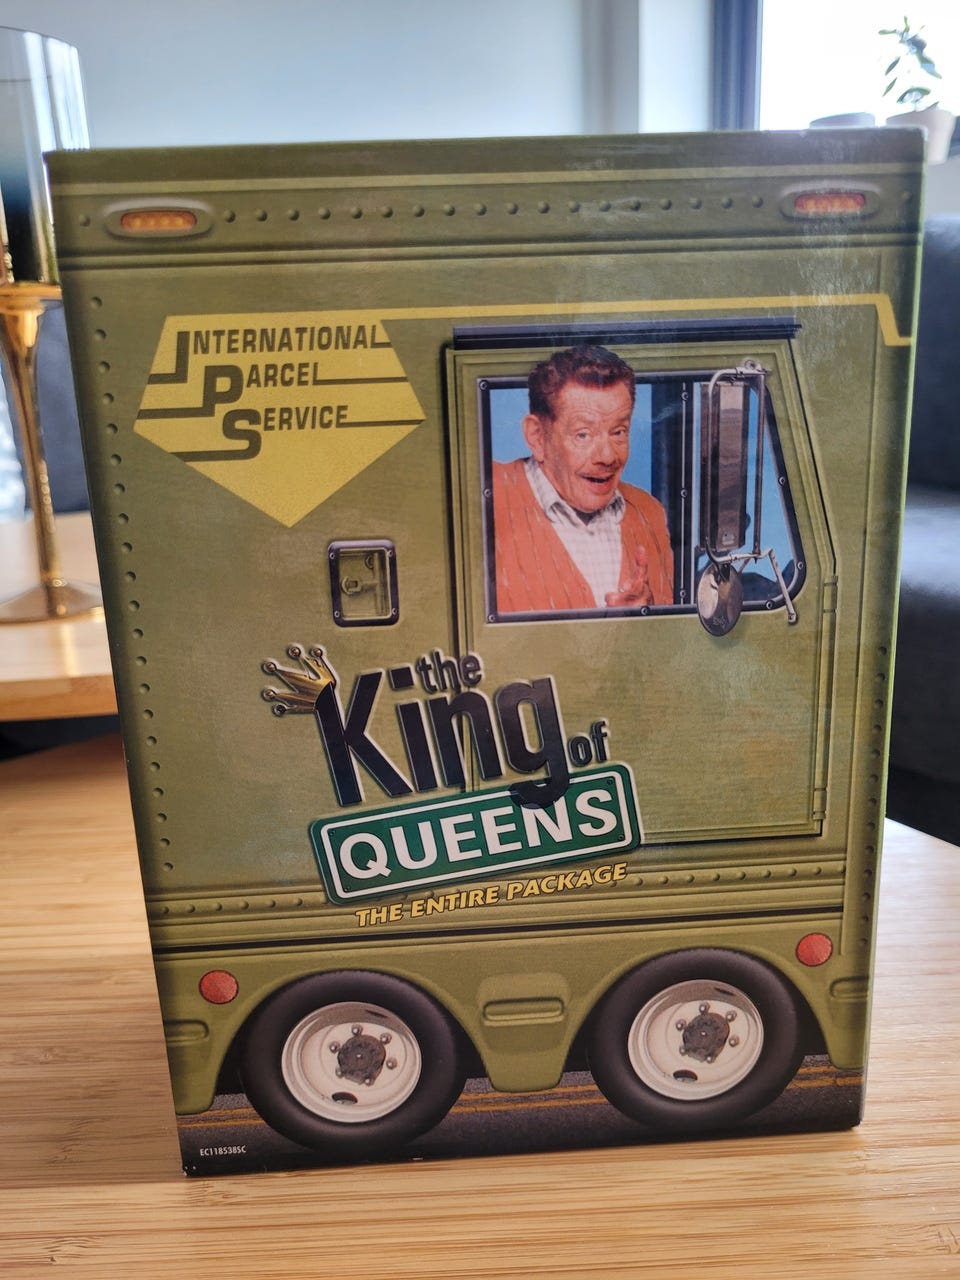 INTERNATIONAL
PARCEL
SERVICE
the
King of
QUEENS
THE ENTIRE PACKAGE
EC118538SC